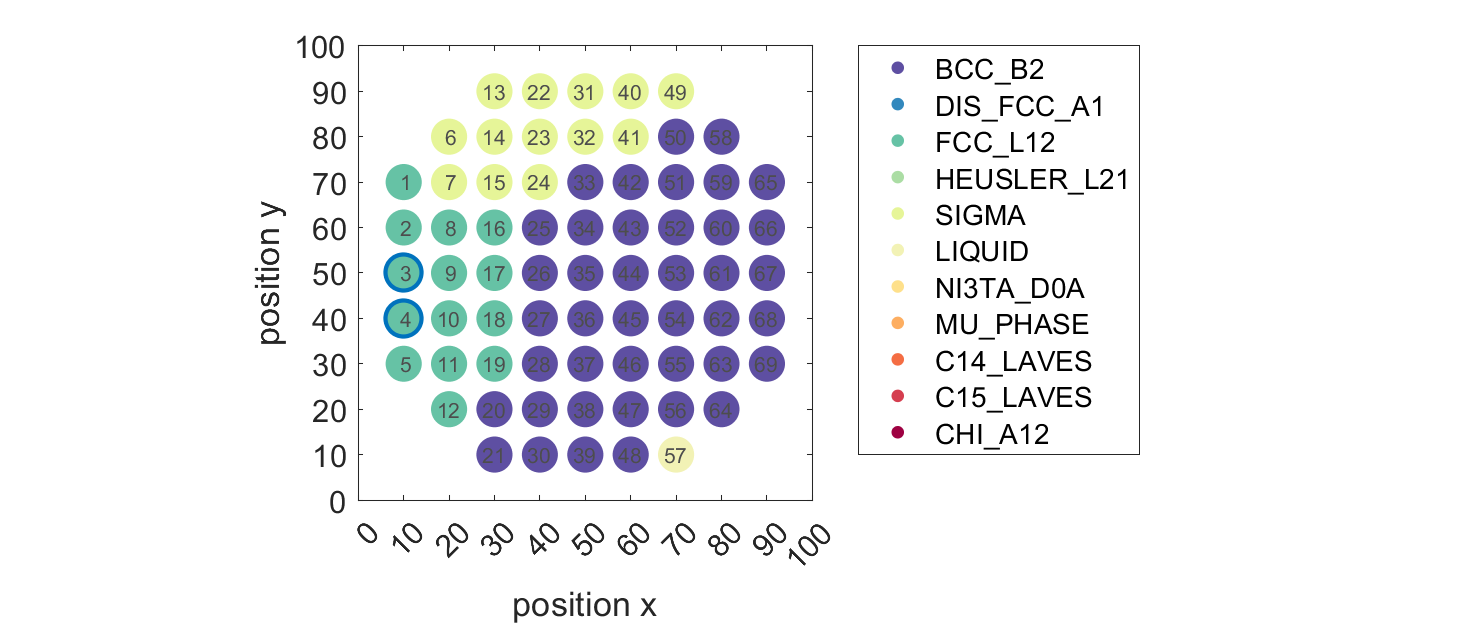 100
90 13 22 31 40 49
80 6 14 23 32 41 50 58
70 1 7 15 24 33 42 51 59 65
60 2 8 16 25 34 43 52 60 66
50 3 9 17 26 35 44 53 61 67
40 4 10 18 27 36 45 54 62 68
30 5 11 19 28 37 46 55 63 69
20 12 20 29 38 47 56 64
10 21 30 39 48 57
0
0 10 20 30 40 50 60 70 80 90 100
position x
position y
BCC_B2
DIS_FCC_A1
FCC_L12
HEUSLER_L21
SIGMA
LIQUID
NI3TA_D0A
MU_PHASE
C14_LAVES
C15_LAVES
CHI_A12